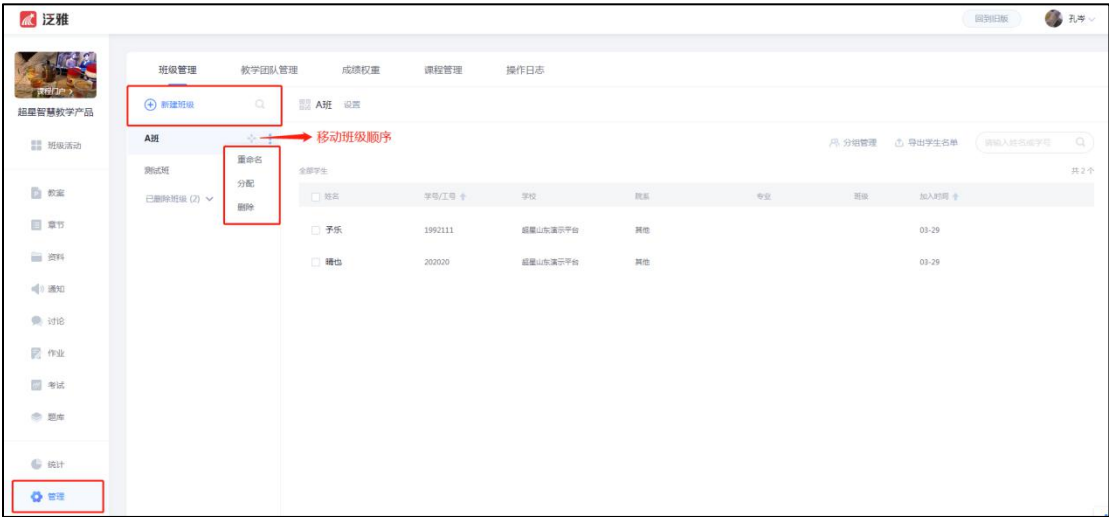 泛雅
回到旧版
孔岑
课程门户 >
超星智慧教学产品
班级活动
教案
章节
资料
通知
讨论
作业
考试
题库
统计
管理
班级管理 教学团队管理 成绩权重 课程管理 操作日志
新建班级
A班 设置
A班
移动班级顺序
重命名
分配
删除
测试班
已删除班级 (2)
分组管理 导出学生名单 请输入姓名或学号
全部学生 共2个
姓名 学号/工号 学校 院系 专业 班级 加入时间
予乐 1992111 超星山东演示平台 其他 03-29
晴也 202020 超星山东演示平台 其他 03-29